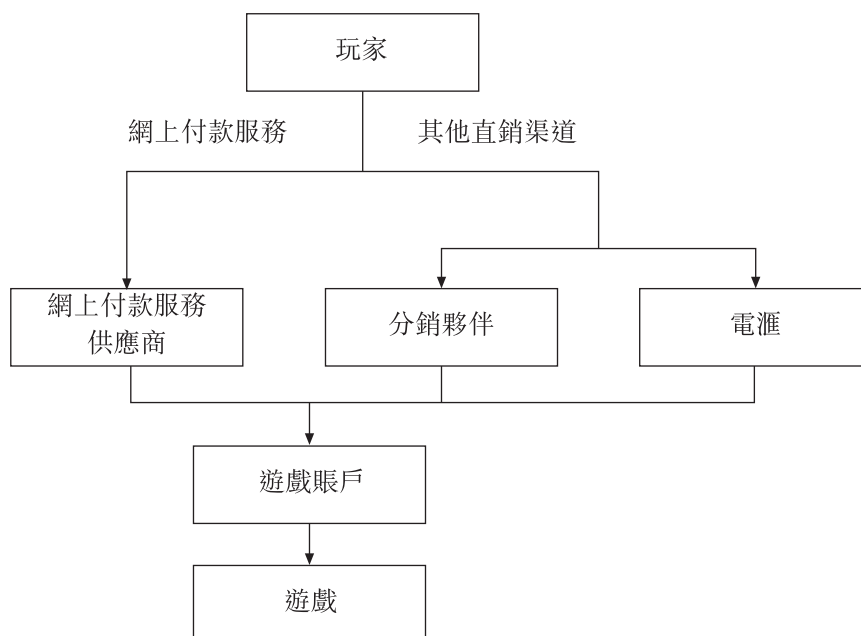 玩家
網上付款服務
其他直銷渠道
網上付款服務
供應商
分銷夥伴
電滙
遊戲賬戶
遊戲